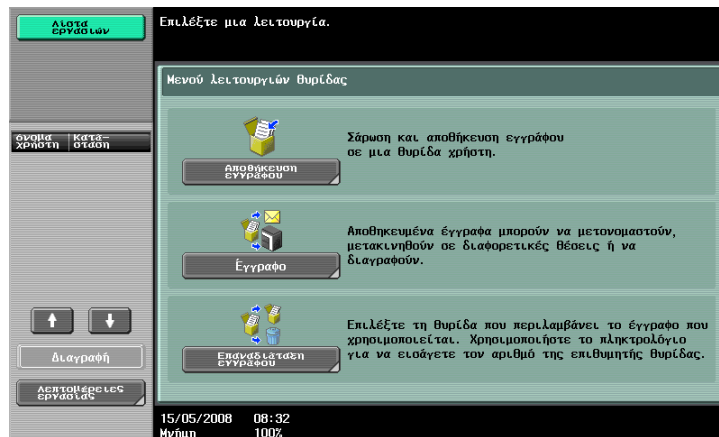 Λίστα
εργασιών
Επιλέξτε μια λειτουργία.
Μενού λειτουργιών θυρίδας
όνομα Κατά-
χρήστη σταση
Σάρωση και αποθήκευση εγγράφου
σε μια θυρίδα χρήστη.
Αποθήκευση
εγγράφου
Αποθηκευμένα έγγραφα μπορούν να μετονομαστούν,
μετακινηθούν σε διαφορετικές θέσεις ή να
διαγραφούν.
Έγγραφο
Επιλέξτε τη θυρίδα που περιλαμβάνει το έγγραφο που
χρησιμοποιείται. Χρησιμοποιήστε το πληκτρολόγιο
για να εισάγετε τον αριθμό της επιθυμητής θυρίδας.
Επαναδιάταξη
εγγράφου
Διαγραφή
Λεπτομέρειες
εργασίας
15/05/2008 08:32
Μνήμη 100%